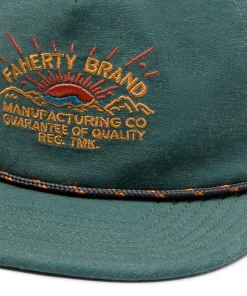 FAHERTY BRAND
MANUFACTURING CO
GUARANTEE OF QUALITY
REG. TMK.